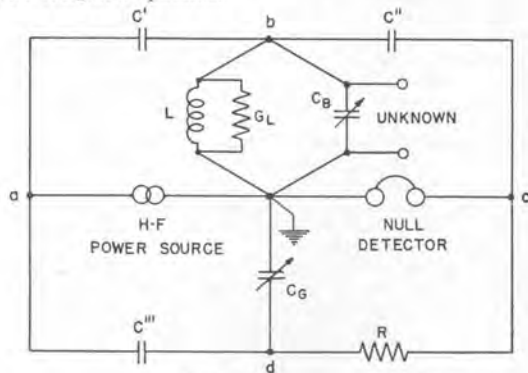 C' b C''
L G_L C_B UNKNOWN
a c
H-F
POWER SOURCE
NULL
DETECTOR
C_G
C''' R
d